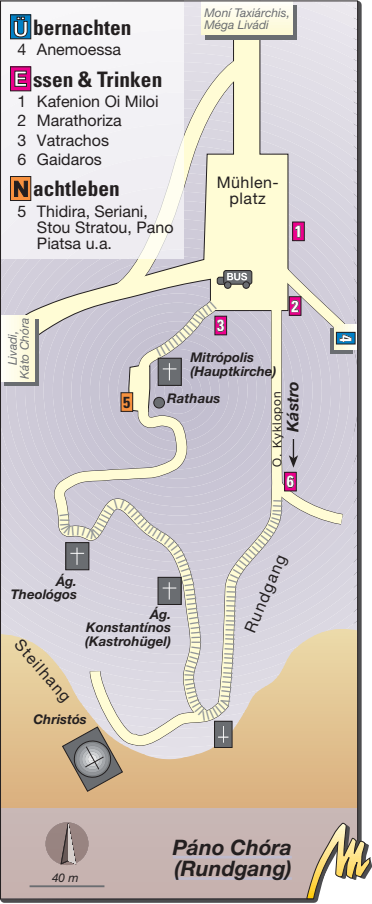 Übernachten
4 Anemoessa
Essen & Trinken
1 Kafenion Oi Miloi
2 Marathoriza
3 Vatrachos
6 Gaidaros
Nachtleben
5 Thidira, Seriani,
Stou Stratou, Pano
Piatsa u.a.
Moní Taxiárchis,
Méga Livádi
Mühlen-
platz
1
BUS
2
3
4
Livadi,
Káto Chóra
Mitrópolis
(Hauptkirche)
Rathaus
5
O. Kyklopon
Kástro
6
Ág.
Theológos
Ág.
Konstantínos
(Kastrohügel)
Rundgang
Steilhang
Christós
40 m
Páno Chóra
(Rundgang)